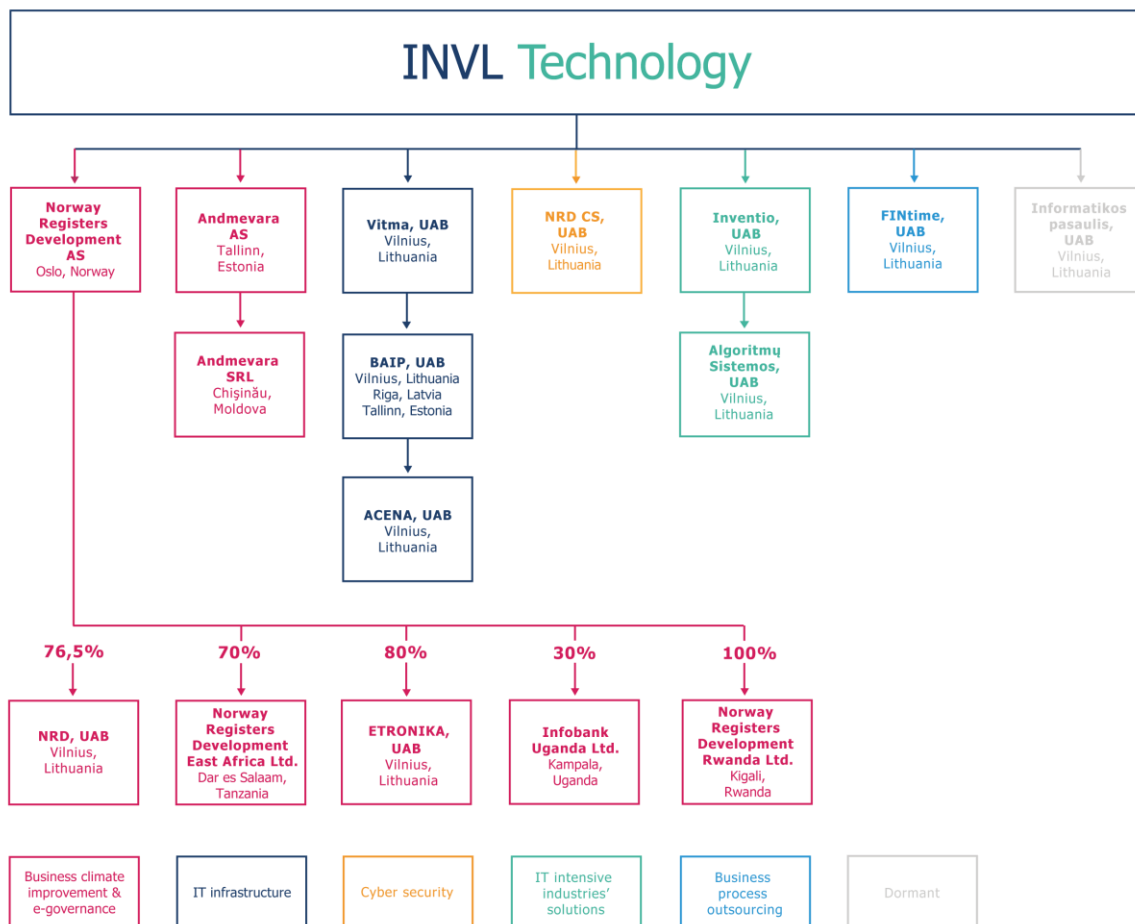 INVL Technology
Norway
Registers
Development
AS
Oslo, Norway
Andmevara
AS
Tallinn,
Estonia
Vitma, UAB
Vilnius,
Lithuania
NRD CS,
UAB
Vilnius,
Lithuania
Inventio,
UAB
Vilnius,
Lithuania
FINtime,
UAB
Vilnius,
Lithuania
Informatikos
pasaulis,
UAB
Vilnius,
Lithuania
Andmevara
SRL
Chişinău,
Moldova
BAIP, UAB
Vilnius, Lithuania
Riga, Latvia
Tallinn, Estonia
Algoritmų
Sistemos,
UAB
Vilnius,
Lithuania
ACENA, UAB
Vilnius,
Lithuania
76,5%
70%
80%
30%
100%
NRD, UAB
Vilnius,
Lithuania
Norway
Registers
Development
East Africa Ltd.
Dar es Salaam,
Tanzania
ETRONIKA,
UAB
Vilnius,
Lithuania
Infobank
Uganda Ltd.
Kampala,
Uganda
Norway
Registers
Development
Rwanda Ltd.
Kigali,
Rwanda
Business climate
improvement &
e-governance
IT infrastructure
Cyber security
IT intensive
industries’
solutions
Business
process
outsourcing
Dormant